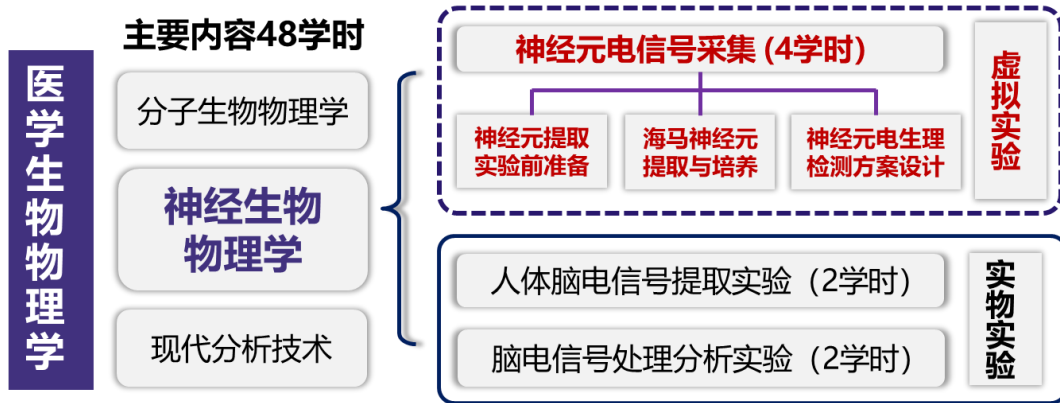 医学生物物理学
主要内容48学时
分子生物物理学
神经生物
物理学
现代分析技术
神经元电信号采集 (4学时)
神经元提取
实验前准备
海马神经元
提取与培养
神经元电生理
检测方案设计
虚拟实验
人体脑电信号提取实验（2学时）
脑电信号处理分析实验（2学时）
实物实验